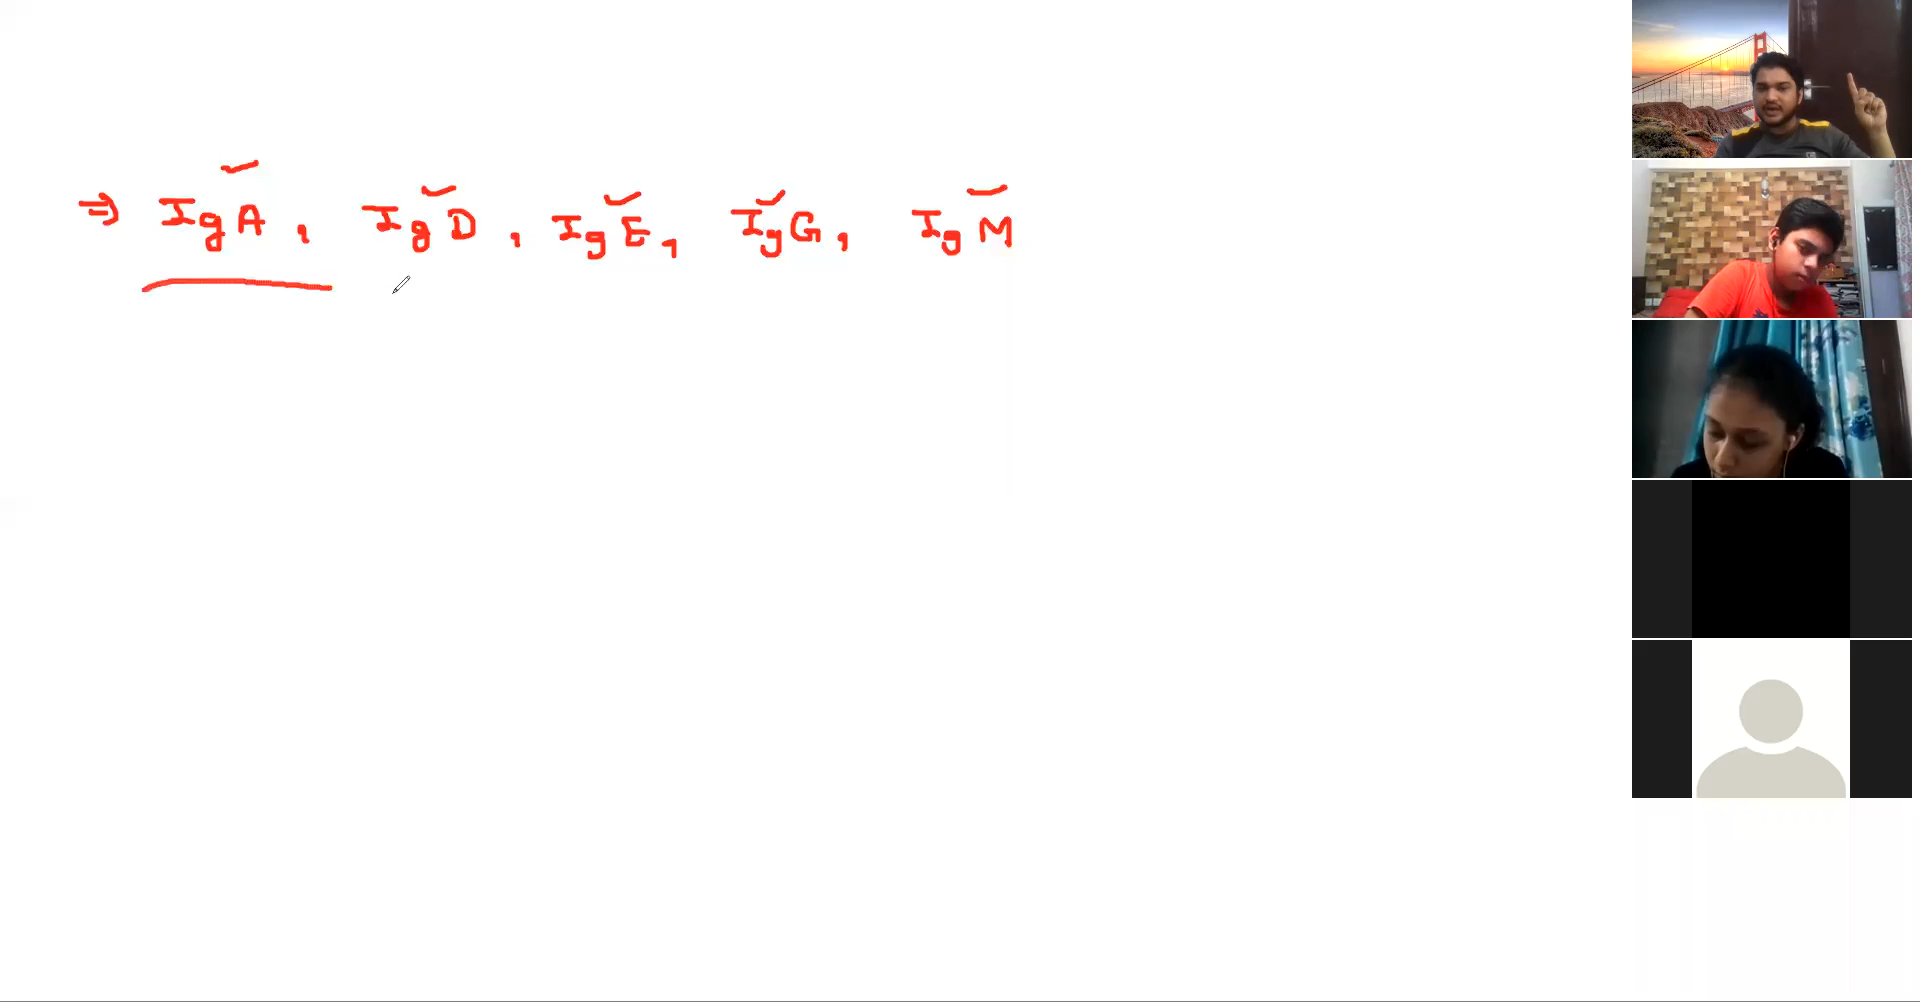 ⇒ IgA, IgD, IgE, IgG, IgM